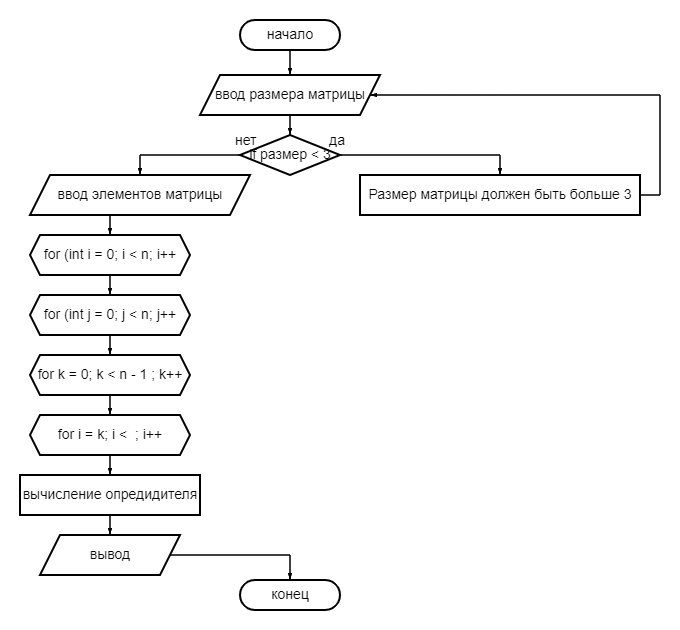 начало
ввод размера матрицы
нет
да
if размер < 3
ввод элементов матрицы
Размер матрицы должен быть больше 3
for (int i = 0; i < n; i++
for (int j = 0; j < n; j++
for k = 0; k < n - 1 ; k++
for i = k; i <  ; i++
вычисление опредидителя
вывод
конец